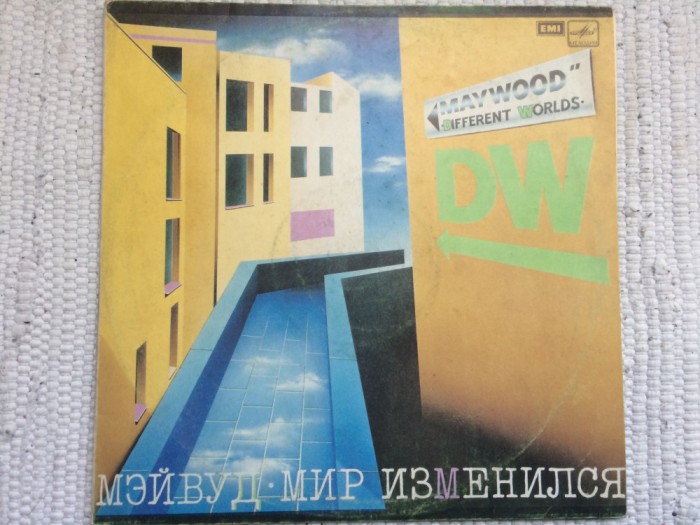 EMI
"MAYWOOD"
·DIFFERENT WORLDS·
DW
МЭЙВУД · МИР ИЗМЕНИЛСЯ